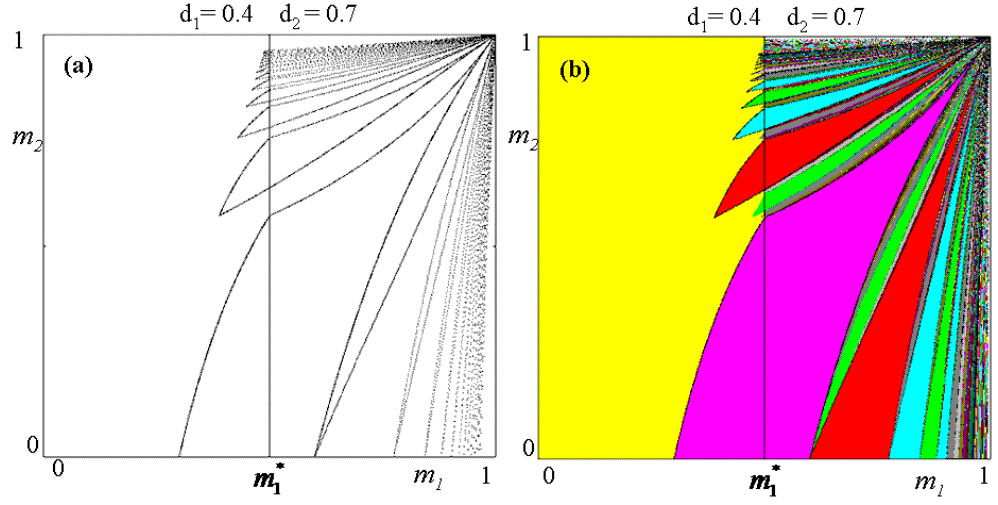 d₁= 0.4 d₂= 0.7
1
(a)
m₂
0
0
m₁*
m₁
1
d₁= 0.4 d₂= 0.7
1
(b)
m₂
0
0
m₁*
m₁
1